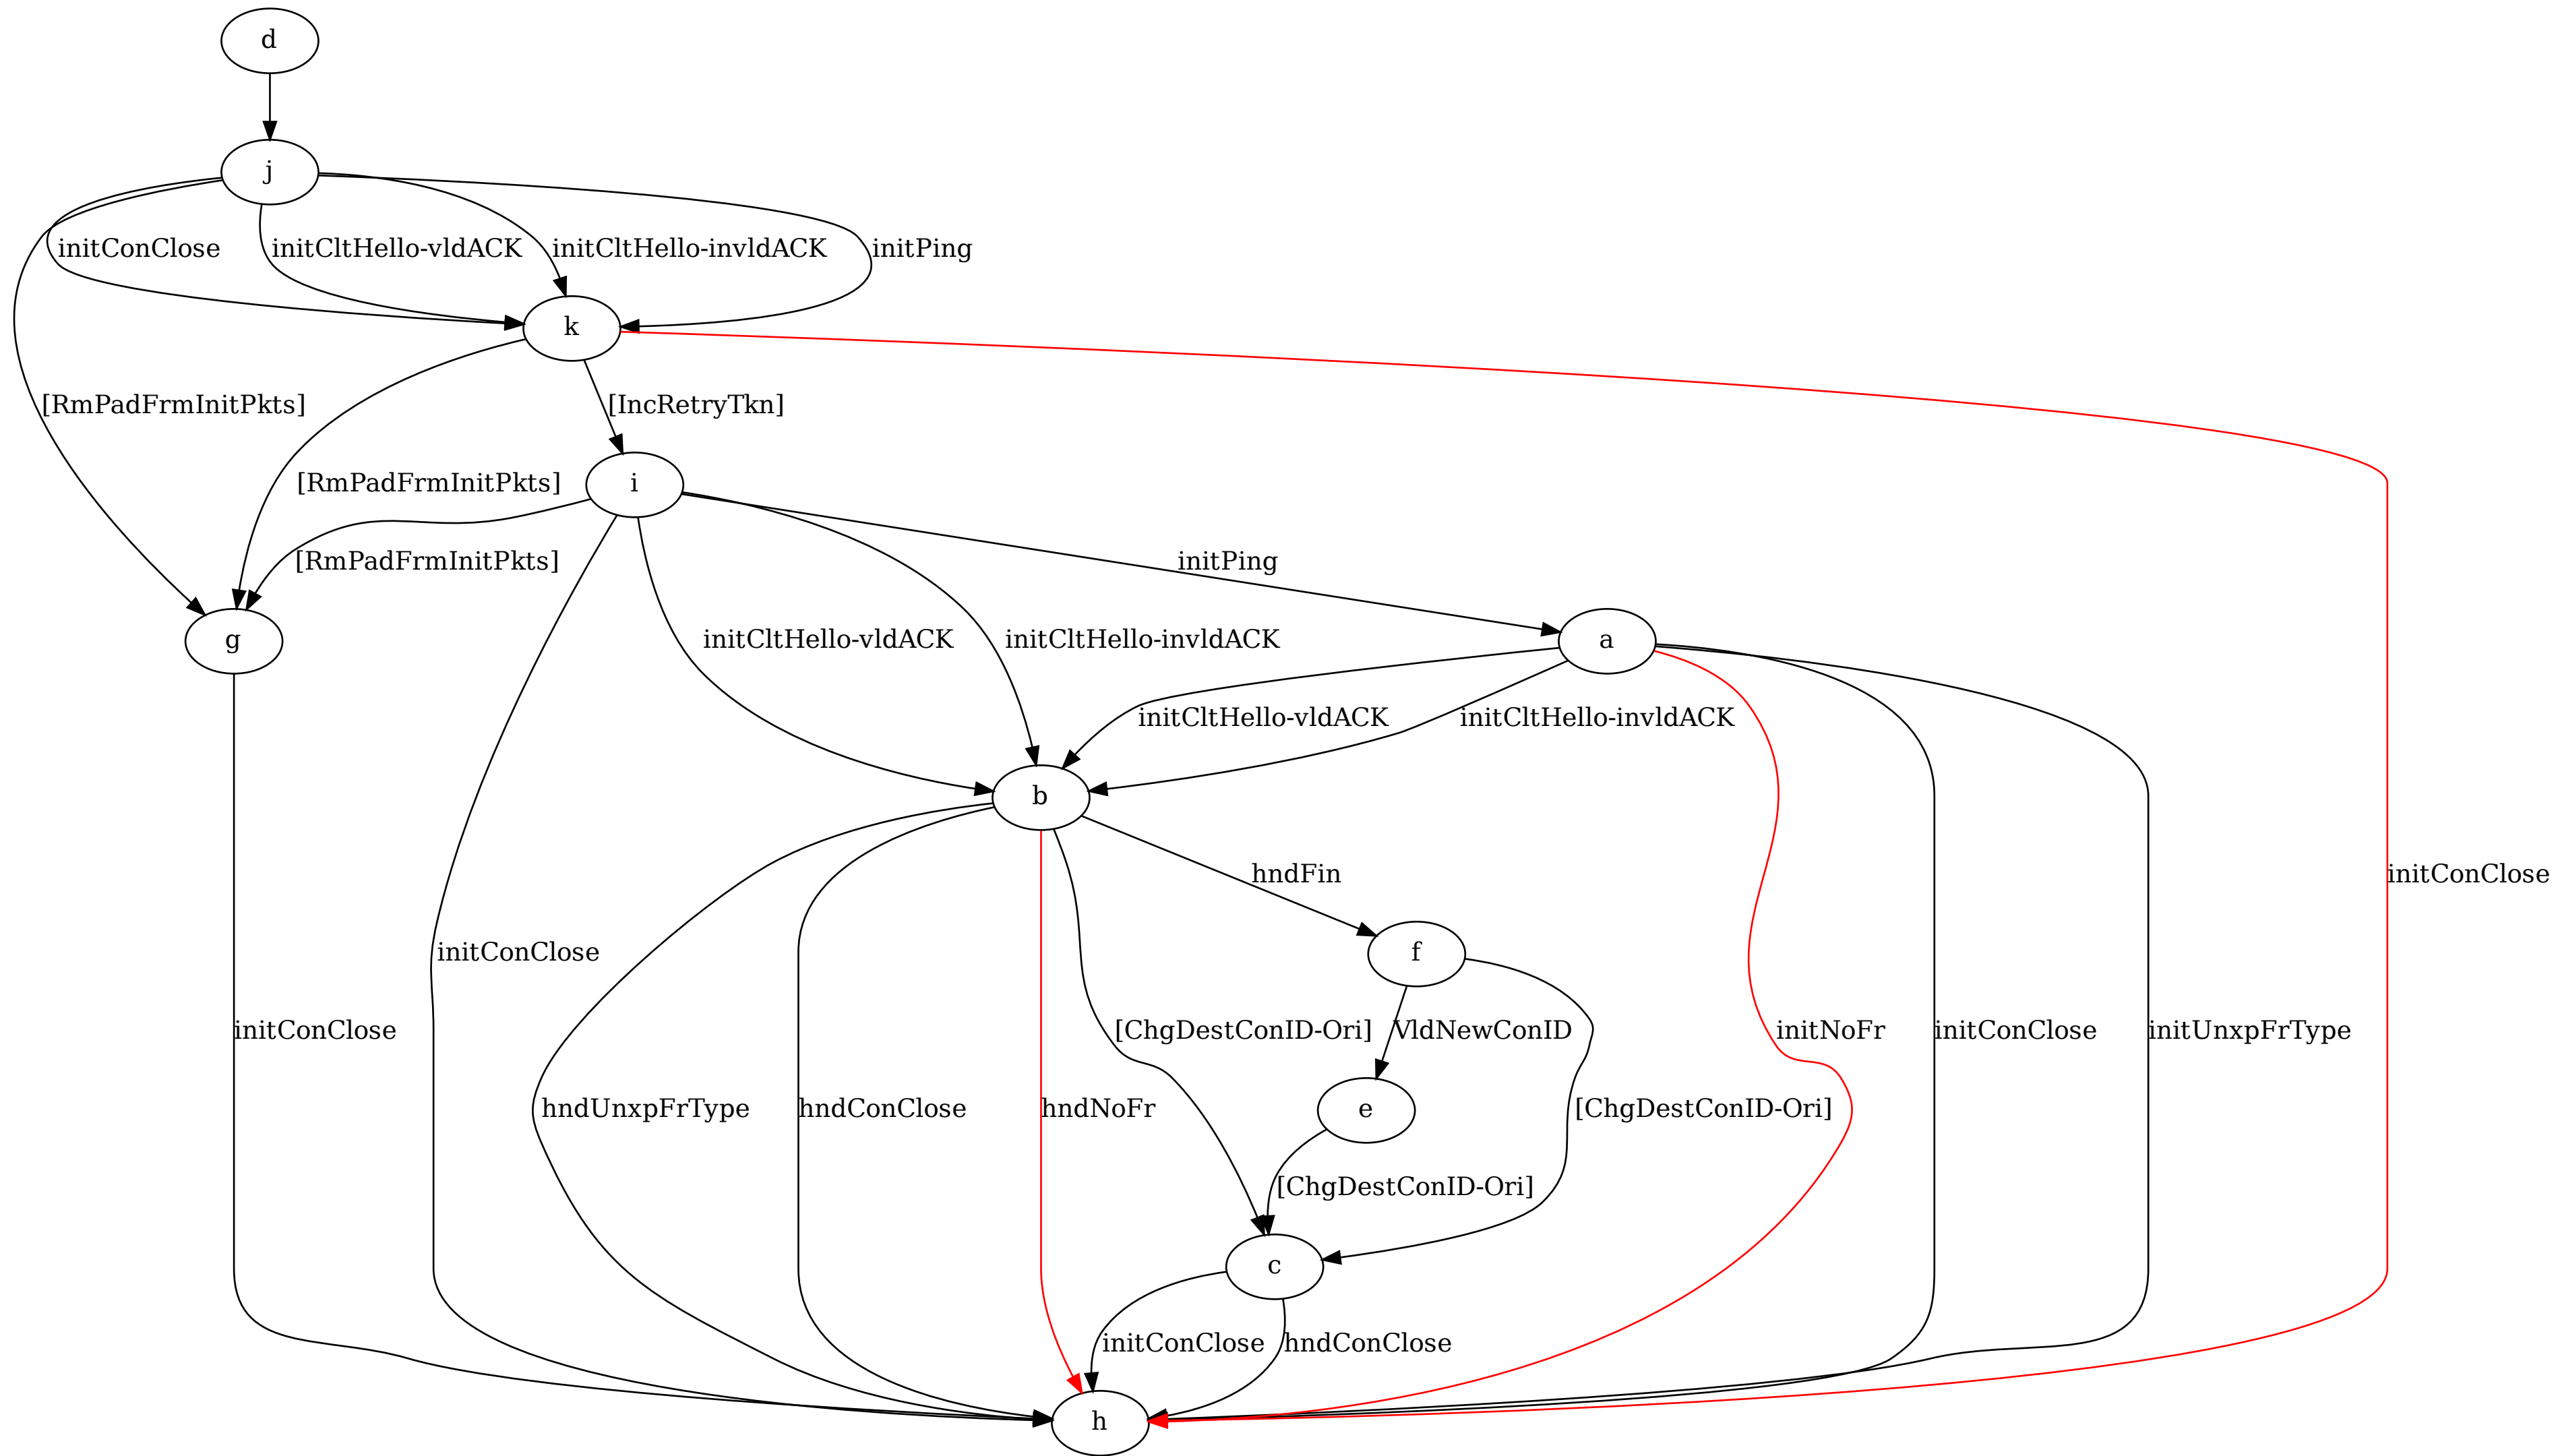 d
j
initConClose
initCltHello-vldACK
initCltHello-invldACK
initPing
k
[RmPadFrmInitPkts]
[IncRetryTkn]
[RmPadFrmInitPkts]
i
[RmPadFrmInitPkts]
initPing
g
initCltHello-vldACK
initCltHello-invldACK
a
initCltHello-vldACK
initCltHello-invldACK
b
hndFin
initConClose
initConClose
f
initConClose
[ChgDestConID-Ori]
VldNewConID
initNoFr
initConClose
initUnxpFrType
hndUnxpFrType
hndConClose
hndNoFr
e
[ChgDestConID-Ori]
[ChgDestConID-Ori]
c
initConClose
hndConClose
h